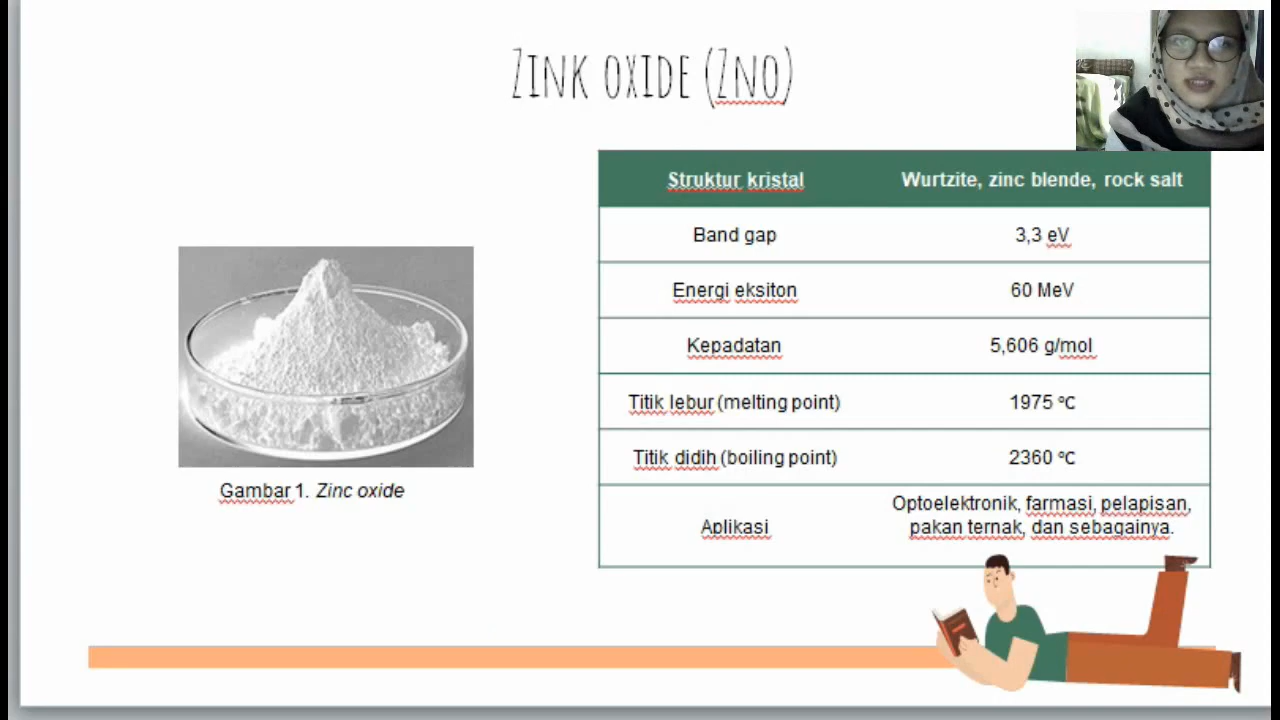 ZINK OXIDE (ZNO)
Struktur kristal Wurtzite, zinc blende, rock salt
Band gap 3,3 eV
Energi eksiton 60 MeV
Kepadatan 5,606 g/mol
Titik lebur (melting point) 1975 ºC
Titik didih (boiling point) 2360 ºC
Aplikasi Optoelektronik, farmasi, pelapisan,
pakan ternak, dan sebagainya.
Gambar 1. Zinc oxide